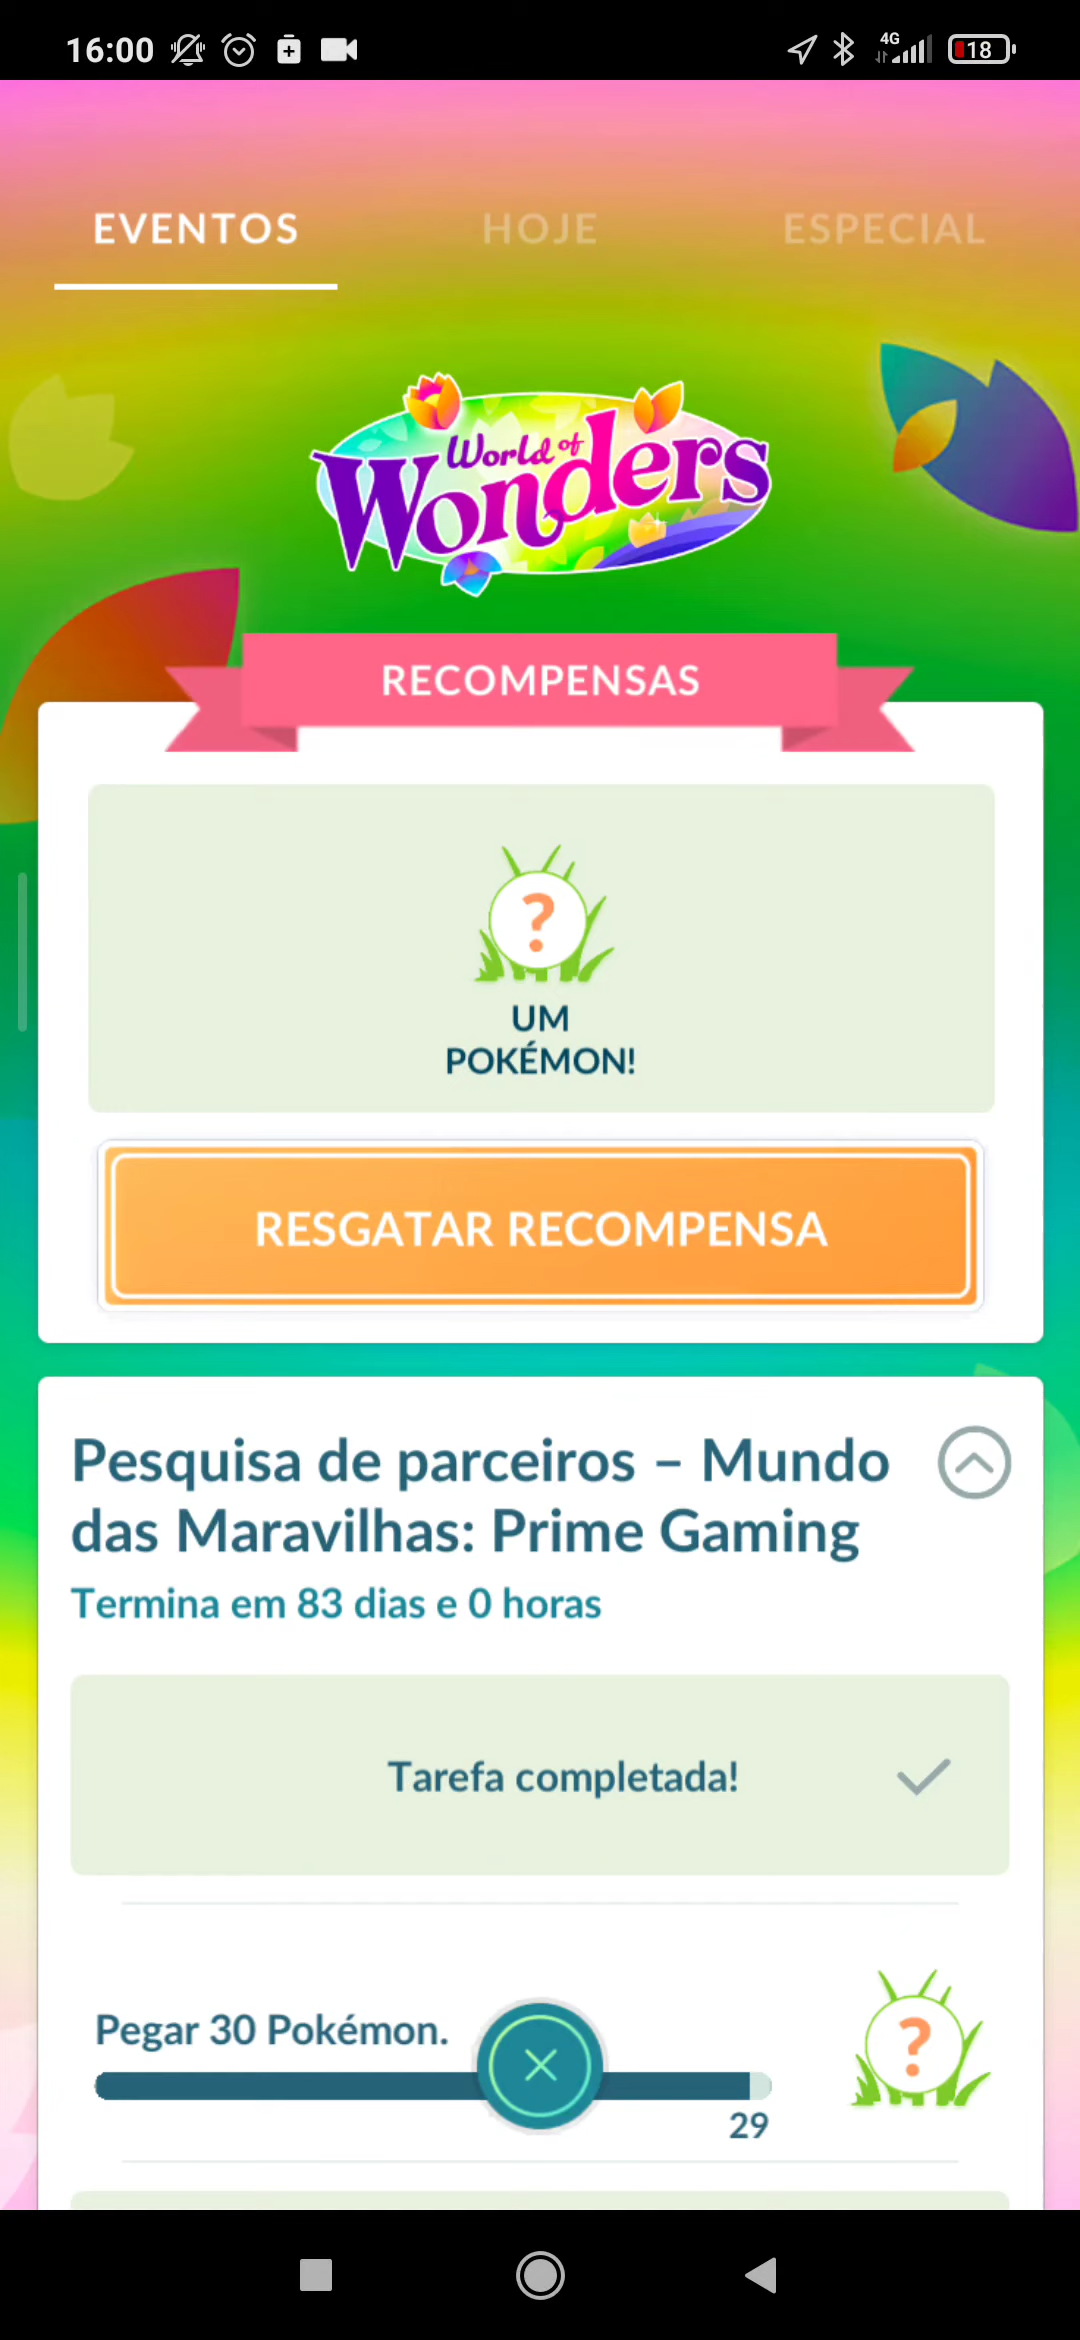 16:00
4G
18
EVENTOS
HOJE
ESPECIAL
World of
Wonders
RECOMPENSAS
?
UM
POKÉMON!
RESGATAR RECOMPENSA
Pesquisa de parceiros – Mundo
das Maravilhas: Prime Gaming
Termina em 83 dias e 0 horas
Tarefa completada!
Pegar 30 Pokémon.
?
29